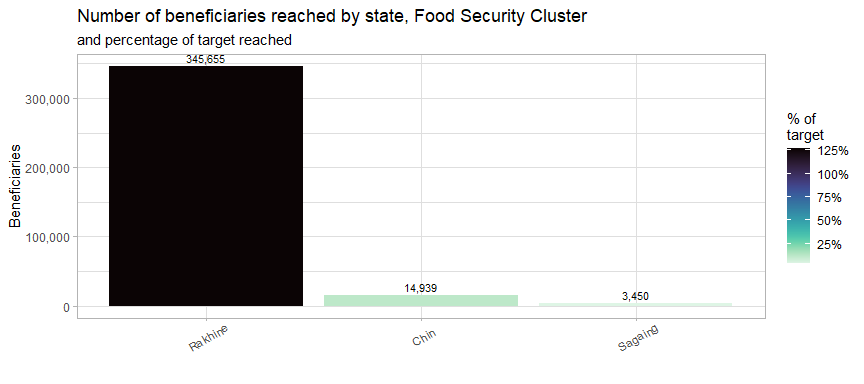 Number of beneficiaries reached by state, Food Security Cluster
and percentage of target reached
345,655
14,939
3,450
300,000
200,000
100,000
0
Beneficiaries
Rakhine
Chin
Sagaing
% of
target
125%
100%
75%
50%
25%